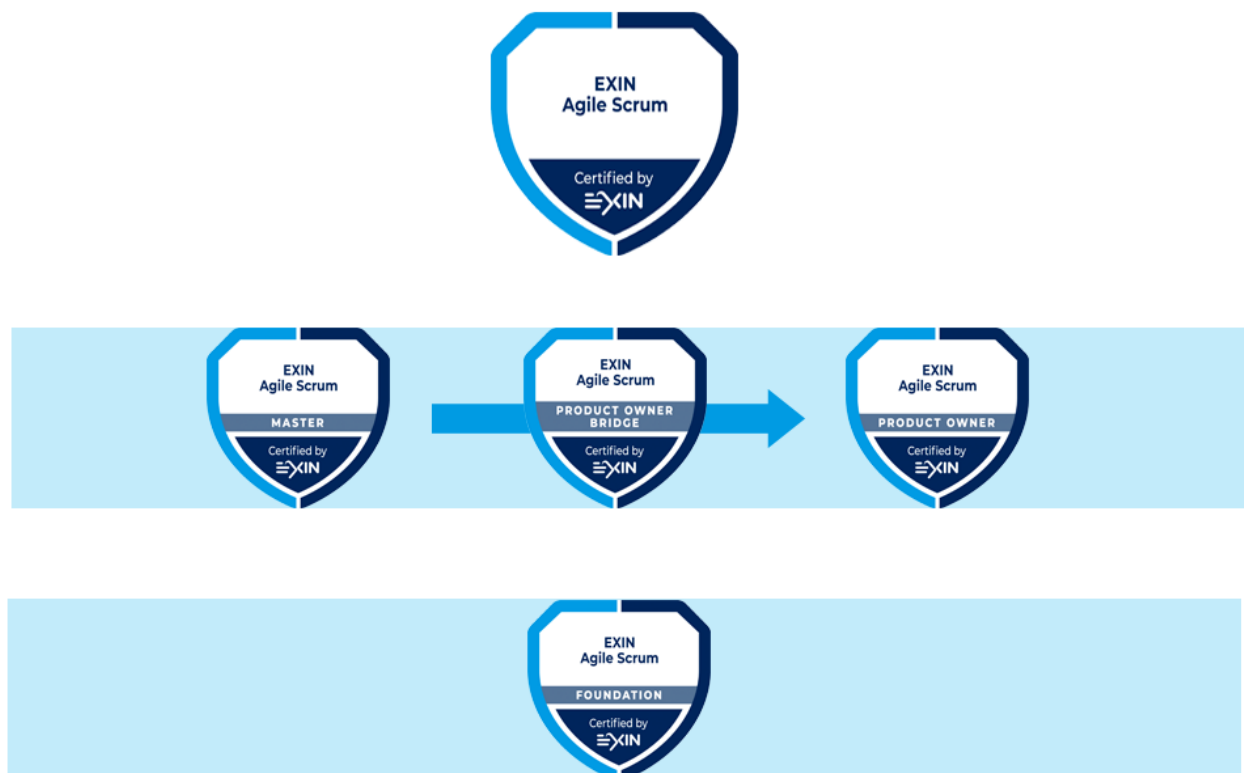 EXIN
Agile Scrum
Certified by
EXIN
EXIN
Agile Scrum
MASTER
Certified by
EXIN
EXIN
Agile Scrum
PRODUCT OWNER
BRIDGE
Certified by
EXIN
EXIN
Agile Scrum
PRODUCT OWNER
Certified by
EXIN
EXIN
Agile Scrum
FOUNDATION
Certified by
EXIN